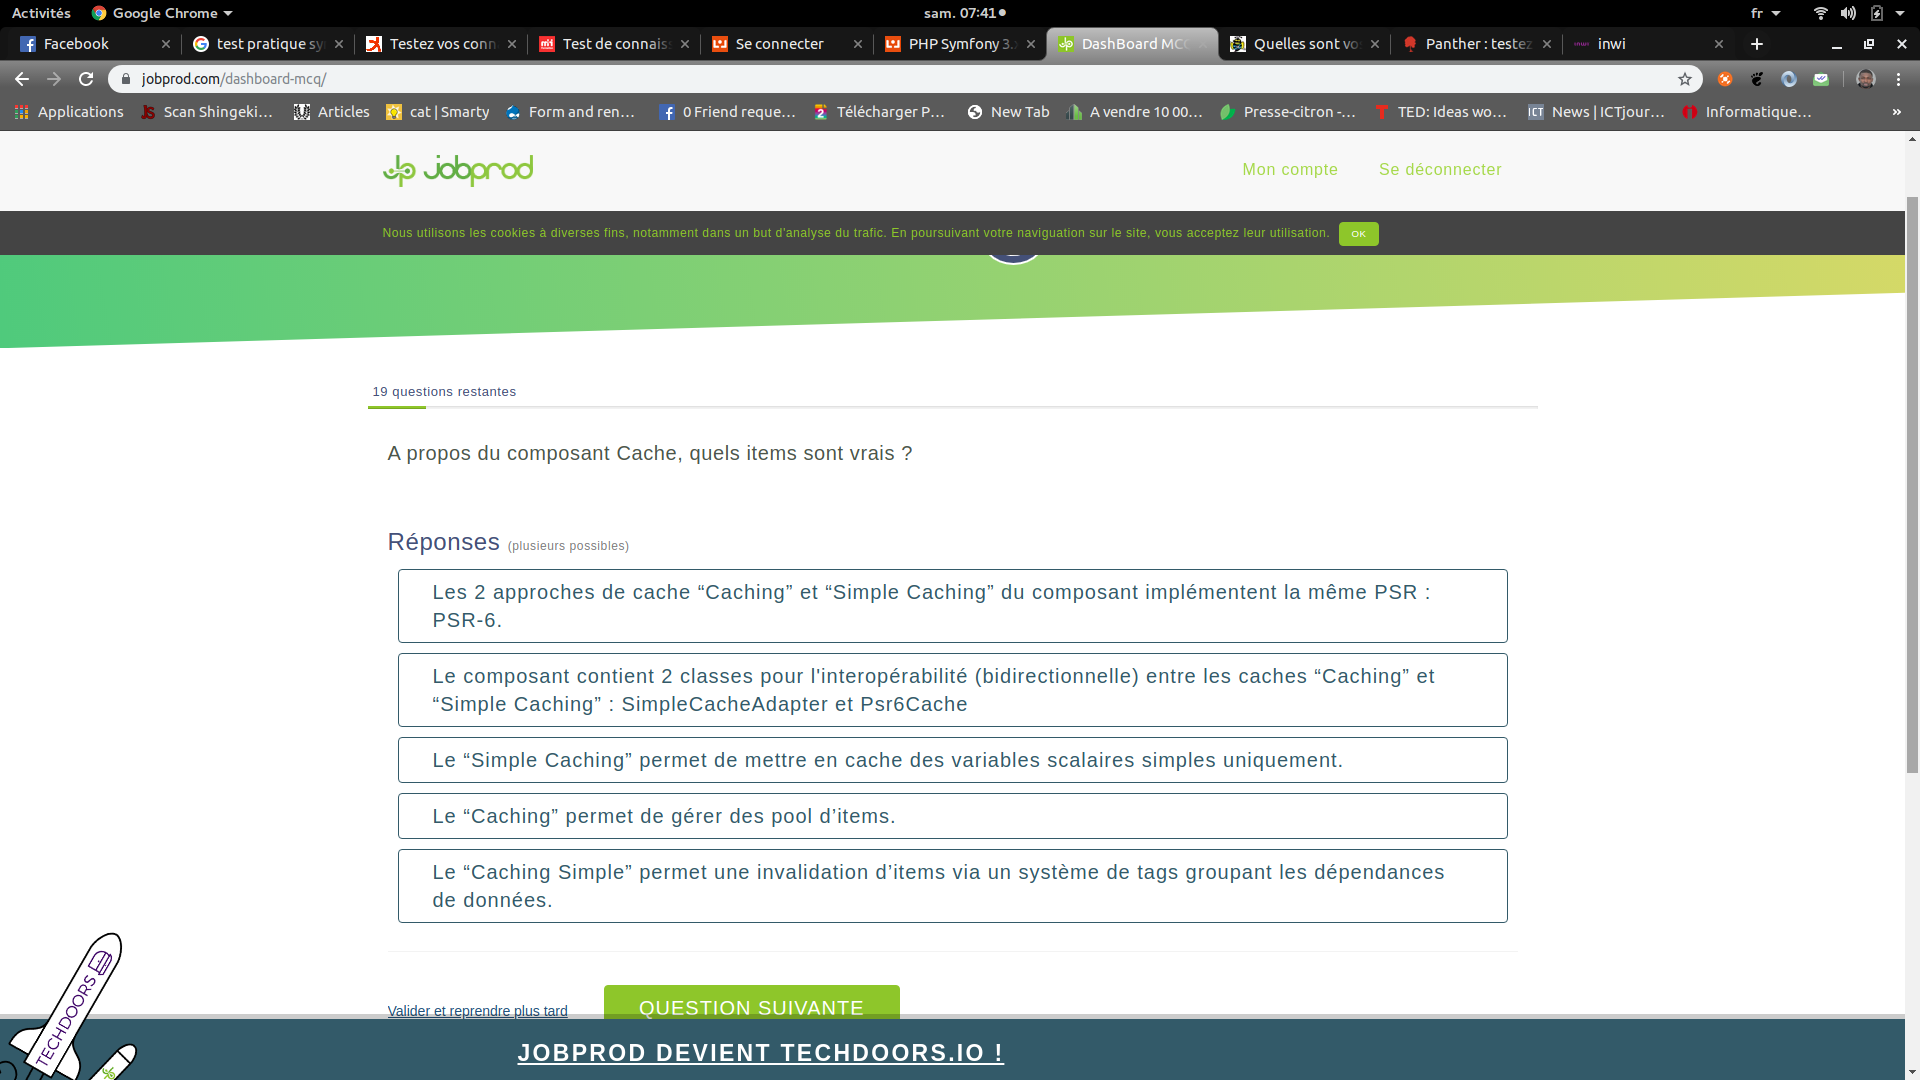 Activités
Google Chrome
sam. 07:41
fr
Facebook
test pratique sy
Testez vos conn
Test de connais
Se connecter
PHP Symfony 3.
DashBoard MC
Quelles sont vo
Panther : testez
inwi
jobprod.com/dashboard-mcq/
Applications
Scan Shingeki…
Articles
cat | Smarty
Form and ren…
0 Friend reque…
Télécharger P…
New Tab
A vendre 10 00…
Presse-citron -…
TED: Ideas wo…
ICT
News | ICTjour…
Informatique…
»
jobprod
Mon compte
Se déconnecter
Nous utilisons les cookies à diverses fins, notamment dans un but d'analyse du trafic. En poursuivant votre naviguation sur le site, vous acceptez leur utilisation.
OK
19 questions restantes
A propos du composant Cache, quels items sont vrais ?
Réponses (plusieurs possibles)
Les 2 approches de cache “Caching” et “Simple Caching” du composant implémentent la même PSR :
PSR-6.
Le composant contient 2 classes pour l'interopérabilité (bidirectionnelle) entre les caches “Caching” et
“Simple Caching” : SimpleCacheAdapter et Psr6Cache
Le “Simple Caching” permet de mettre en cache des variables scalaires simples uniquement.
Le “Caching” permet de gérer des pool d’items.
Le “Caching Simple” permet une invalidation d’items via un système de tags groupant les dépendances
de données.
Valider et reprendre plus tard
QUESTION SUIVANTE
TECHDOORS
JOBPROD DEVIENT TECHDOORS.IO !